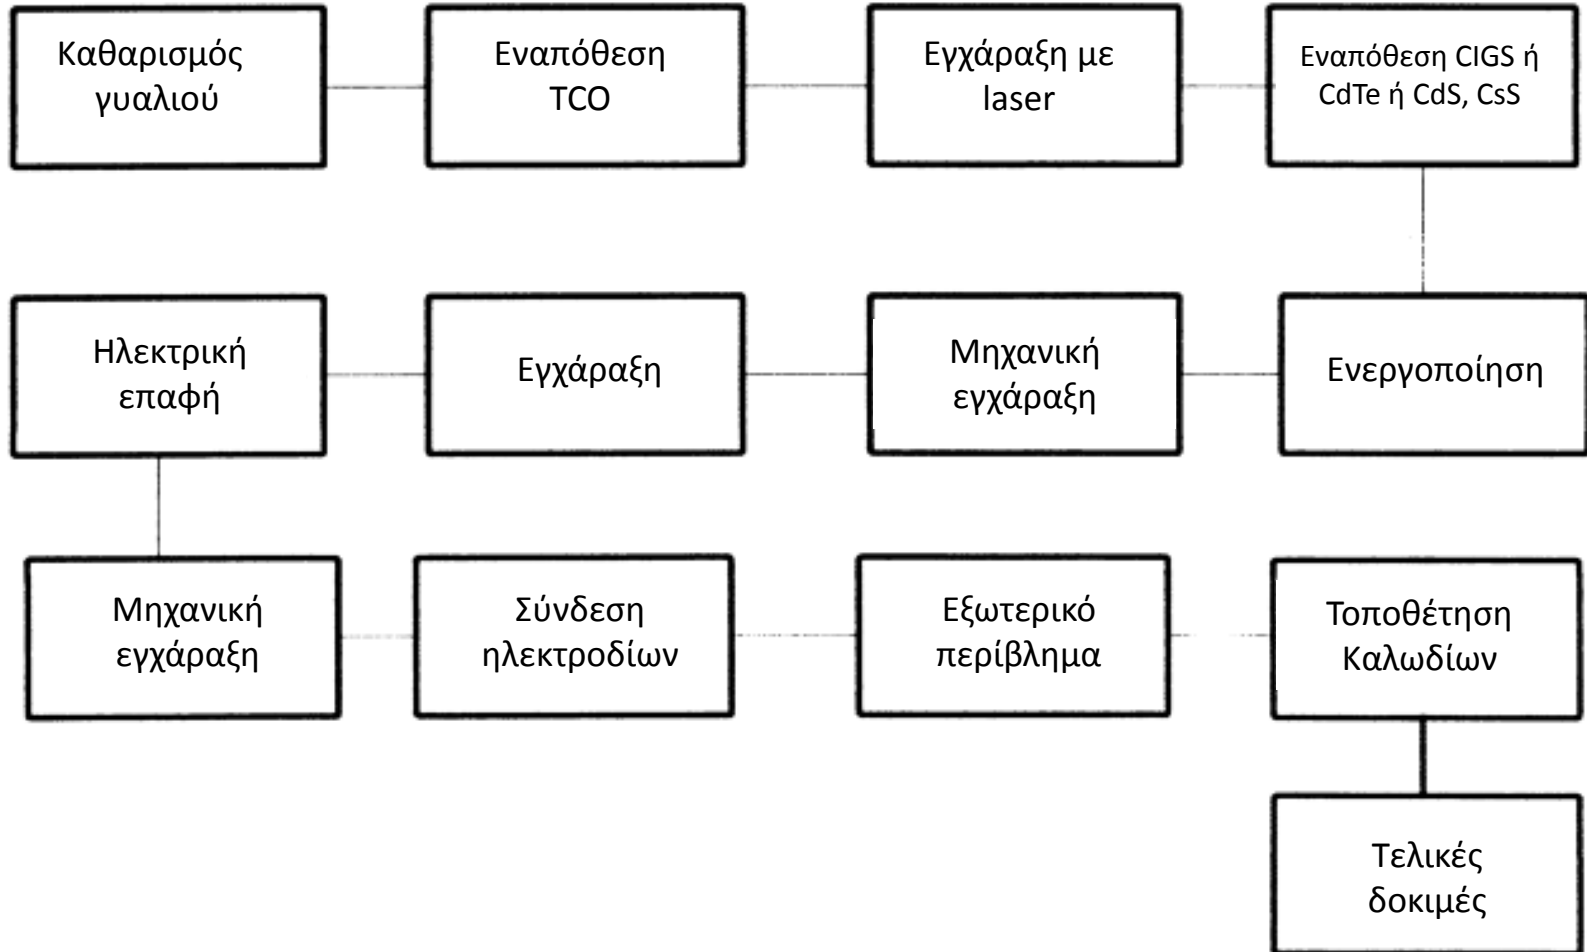 Καθαρισμός
γυαλιού
Εναπόθεση
TCO
Εγχάραξη με
laser
Εναπόθεση CIGS ή
CdTe ή CdS, CsS
Ενεργοποίηση
Μηχανική
εγχάραξη
Εγχάραξη
Ηλεκτρική
επαφή
Μηχανική
εγχάραξη
Σύνδεση
ηλεκτροδίων
Εξωτερικό
περίβλημα
Τοποθέτηση
Καλωδίων
Τελικές
δοκιμές